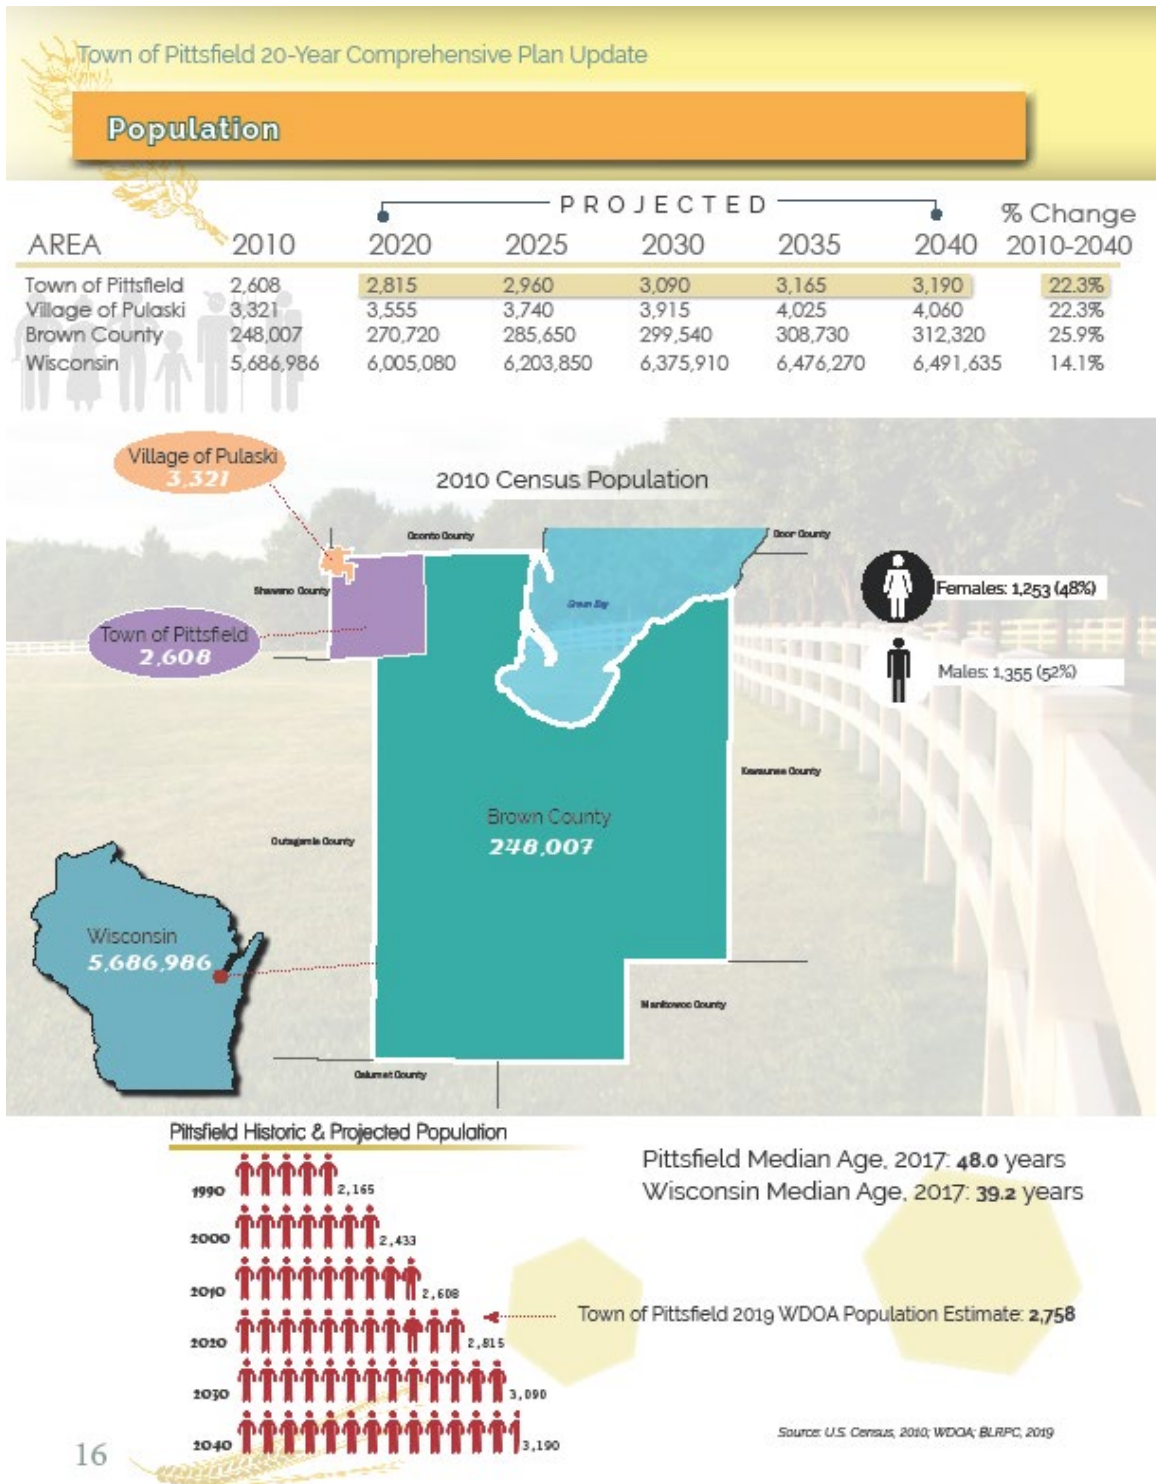 Town of Pittsfield 20-Year Comprehensive Plan Update
Population
PROJECTED
% Change
AREA 2010 2020 2025 2030 2035 2040 2010-2040
Town of Pittsfield 2,608 2,815 2,960 3,090 3,165 3,190 22.3%
Village of Pulaski 3,321 3,555 3,740 3,915 4,025 4,060 22.3%
Brown County 248,007 270,720 285,650 299,540 308,730 312,320 25.9%
Wisconsin 5,686,986 6,005,080 6,203,850 6,375,910 6,476,270 6,491,635 14.1%
Village of Pulaski
3,321
2010 Census Population
Oconto County
Door County
Shawano County
Green Bay
Females: 1,253 (48%)
Town of Pittsfield
2,608
Males: 1,355 (52%)
Kewaunee County
Brown County
248,007
Outagamie County
Wisconsin
5,686,986
Manitowoc County
Calumet County
Pittsfield Historic & Projected Population
Pittsfield Median Age, 2017: 48.0 years
Wisconsin Median Age, 2017: 39.2 years
1990 2,165
2000 2,433
2010 2,608
Town of Pittsfield 2019 WDOA Population Estimate: 2,758
2020 2,815
2030 3,090
2040 3,190
Source: U.S. Census, 2010; WDOA; BLRPC, 2019
16